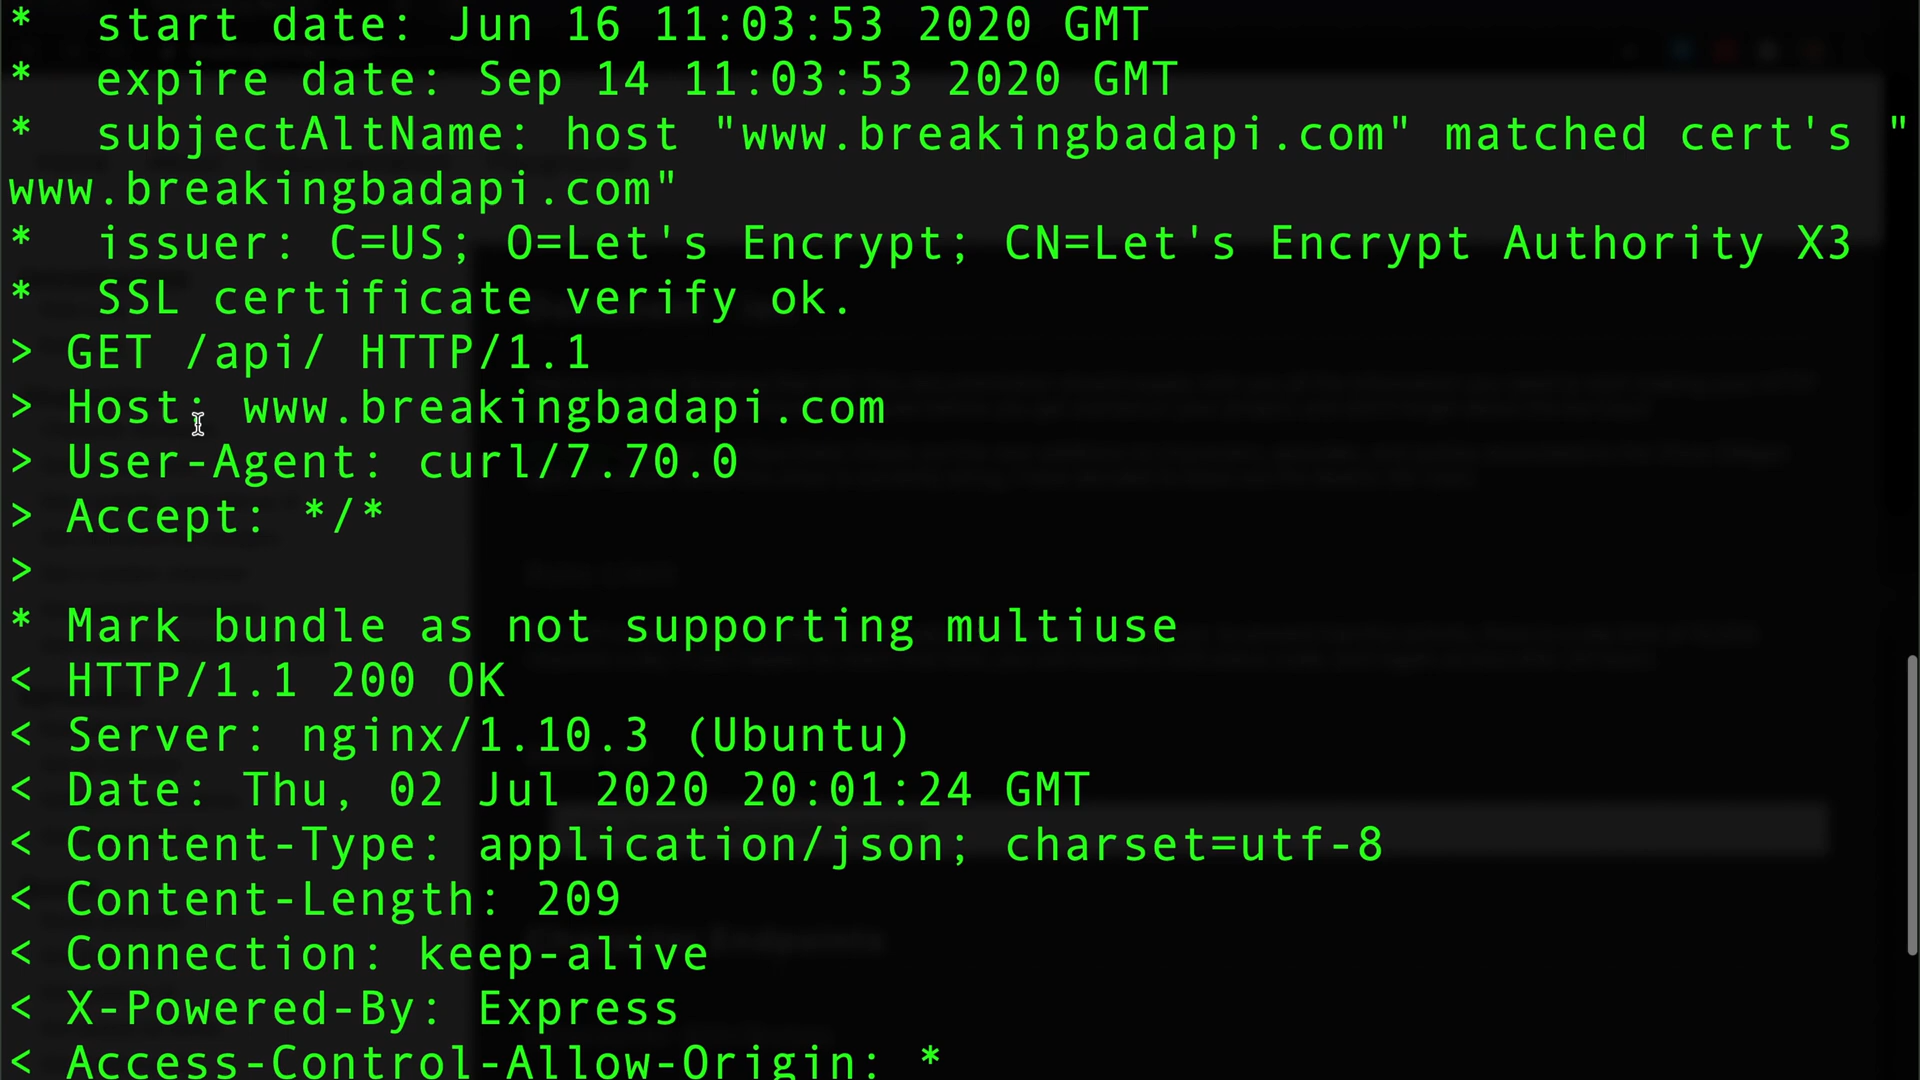 *  start date: Jun 16 11:03:53 2020 GMT
*  expire date: Sep 14 11:03:53 2020 GMT
*  subjectAltName: host "www.breakingbadapi.com" matched cert's "
www.breakingbadapi.com"
*  issuer: C=US; O=Let's Encrypt; CN=Let's Encrypt Authority X3
*  SSL certificate verify ok.
> GET /api/ HTTP/1.1
> Host: www.breakingbadapi.com
> User-Agent: curl/7.70.0
> Accept: */*
>
* Mark bundle as not supporting multiuse
< HTTP/1.1 200 OK
< Server: nginx/1.10.3 (Ubuntu)
< Date: Thu, 02 Jul 2020 20:01:24 GMT
< Content-Type: application/json; charset=utf-8
< Content-Length: 209
< Connection: keep-alive
< X-Powered-By: Express
< Access-Control-Allow-Origin: *